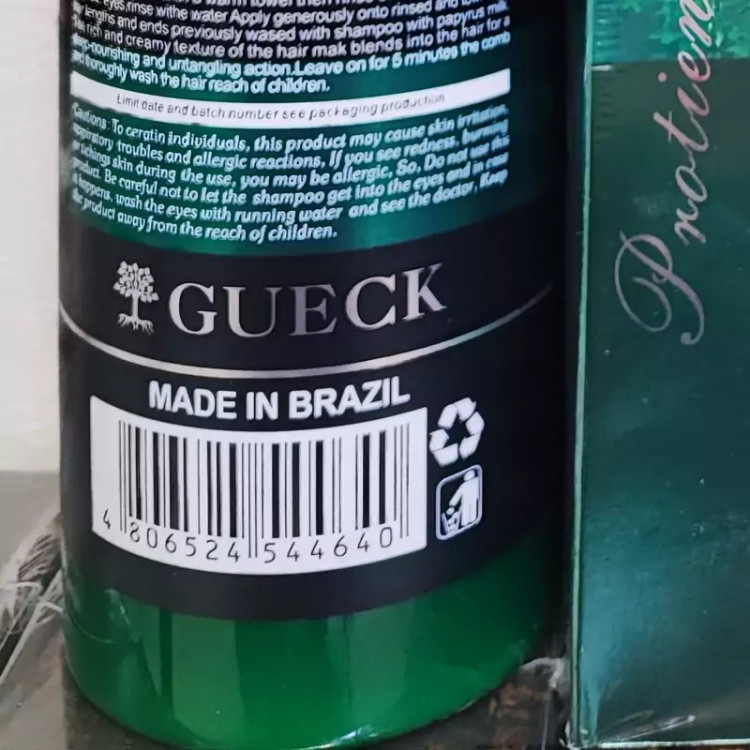 eyes,rinse withe water Apply generously onto rinsed and
lengths and ends previously wased with shampoo with papyrus milk
rich and creamy texture of the hair mak blends into the hair for a
deep-nourishing and untangling action.Leave on for 5 minutes the comb
and thoroughly wash the hair reach of children.
Limit date and batch number see packaging production
Cautions: To ceratin individuals, this product may cause skin irritation,
respiratory troubles and allergic reactions, If you see redness, burning
or itchings skin during the use, you may be allergic, So, Do not use this
product. Be careful not to let the shampoo get into the eyes and in case
it happens, wash the eyes with running water and see the doctor, Keep
the product away from the reach of children.
GUECK
MADE IN BRAZIL
4 806524 544640
Protien